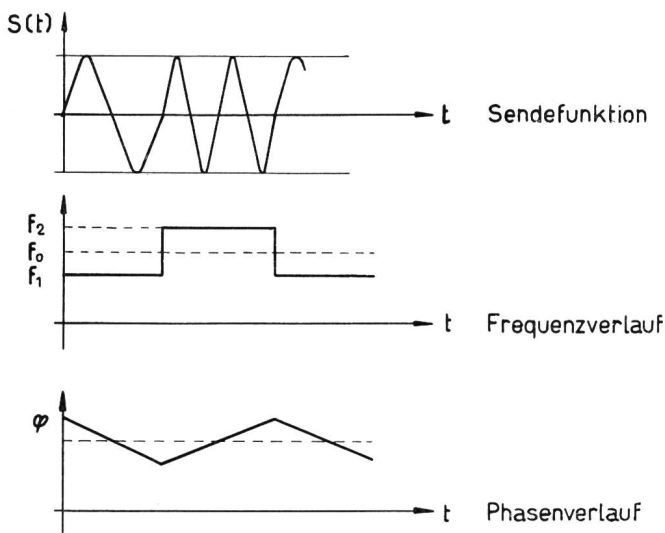 S(t)
t Sendefunktion
F₂
F₀
F₁
t Frequenzverlauf
φ
t Phasenverlauf